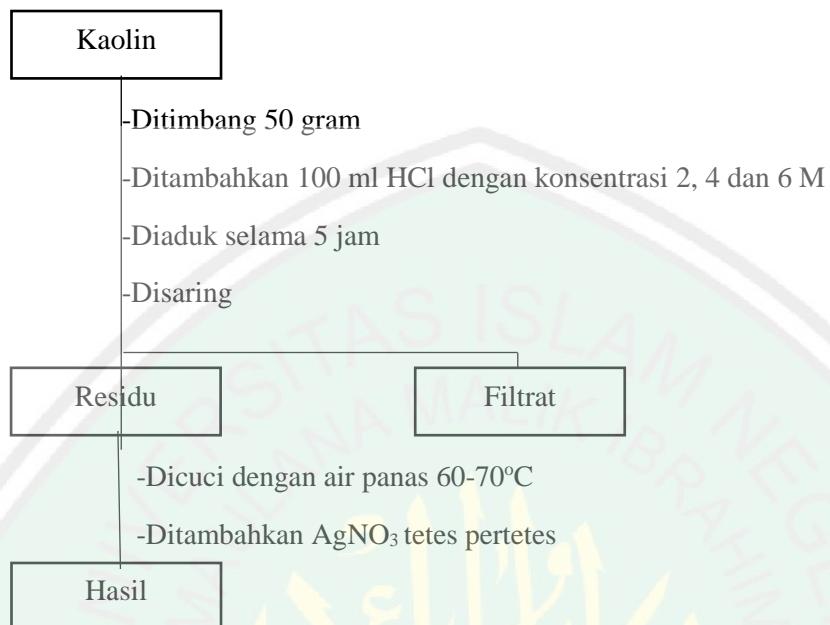 Kaolin
-Ditimbang 50 gram
-Ditambahkan 100 ml HCl dengan konsentrasi 2, 4 dan 6 M
-Diaduk selama 5 jam
-Disaring
Residu
Filtrat
-Dicuci dengan air panas 60-70ºC
-Ditambahkan AgNO₃ tetes pertetes
Hasil